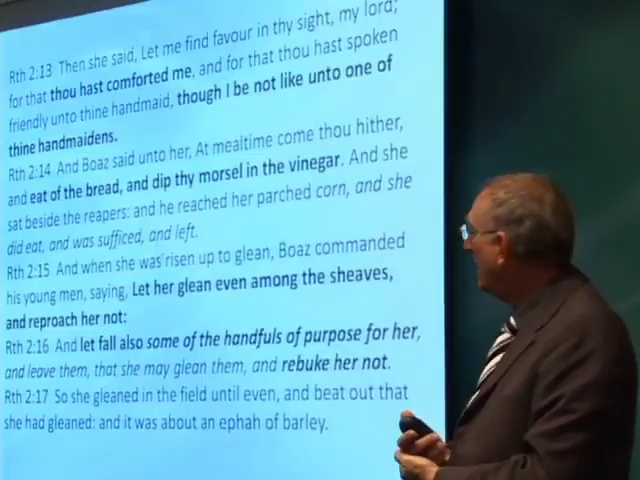 Rth 2:13 Then she said, Let me find favour in thy sight, my lord;
for that thou hast comforted me, and for that thou hast spoken
friendly unto thine handmaid, though I be not like unto one of
thine handmaidens.
Rth 2:14 And Boaz said unto her, At mealtime come thou hither,
and eat of the bread, and dip thy morsel in the vinegar. And she
sat beside the reapers: and he reached her parched corn, and she
did eat, and was sufficed, and left.
Rth 2:15 And when she was risen up to glean, Boaz commanded
his young men, saying, Let her glean even among the sheaves,
and reproach her not:
Rth 2:16 And let fall also some of the handfuls of purpose for her,
and leave them, that she may glean them, and rebuke her not.
Rth 2:17 So she gleaned in the field until even, and beat out that
she had gleaned: and it was about an ephah of barley.